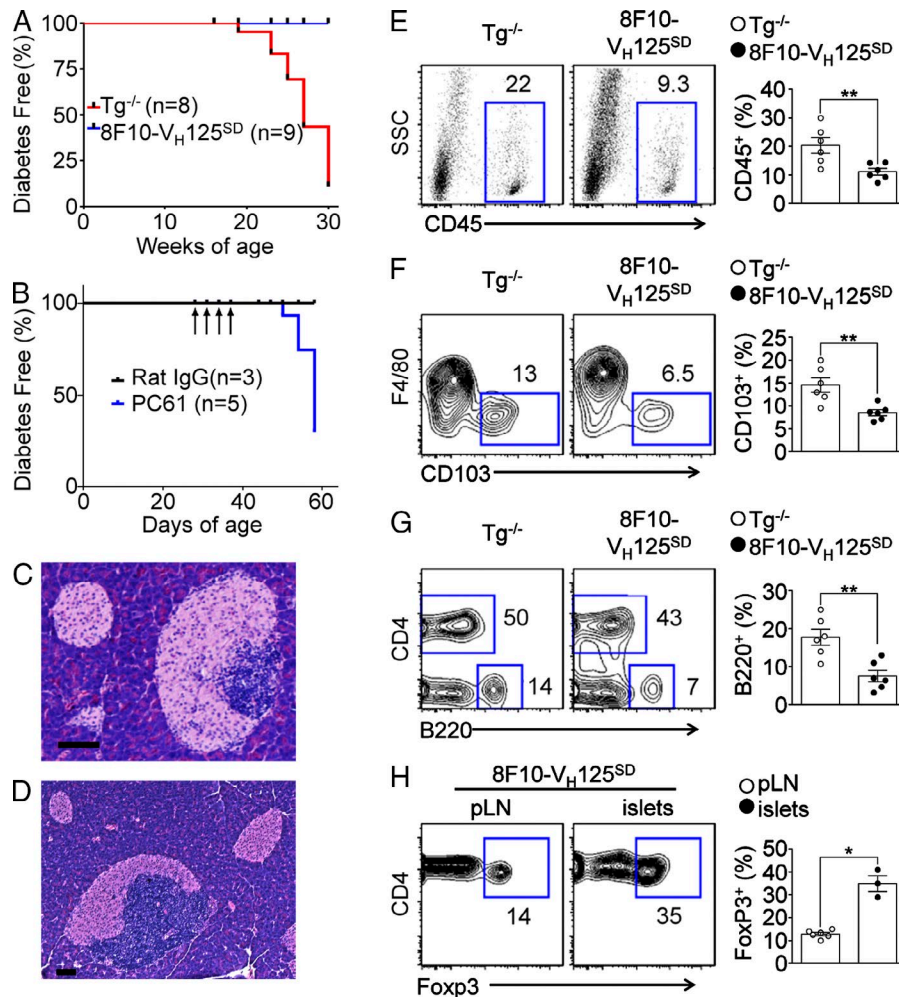 A
Diabetes Free (%)
100
75
50
25
0
Tg-/- (n=8)
8F10-VH125SD (n=9)
0 10 20 30
Weeks of age
B
Diabetes Free (%)
100
50
0
Rat IgG(n=3)
PC61 (n=5)
0 20 40 60
Days of age
C
D
E
Tg-/-
8F10-
VH125SD
22
9.3
SSC
CD45
Tg-/-
8F10-VH125SD
CD45+ (%)
40
30
20
10
0
**
F
Tg-/-
8F10-
VH125SD
13
6.5
F4/80
CD103
Tg-/-
8F10-VH125SD
CD103+ (%)
25
20
15
10
5
0
**
G
Tg-/-
8F10-
VH125SD
50
14
43
7
CD4
B220
Tg-/-
8F10-VH125SD
B220+ (%)
30
20
10
0
**
H
8F10-VH125SD
pLN islets
14
35
CD4
Foxp3
pLN
islets
FoxP3+ (%)
50
40
30
20
10
0
*